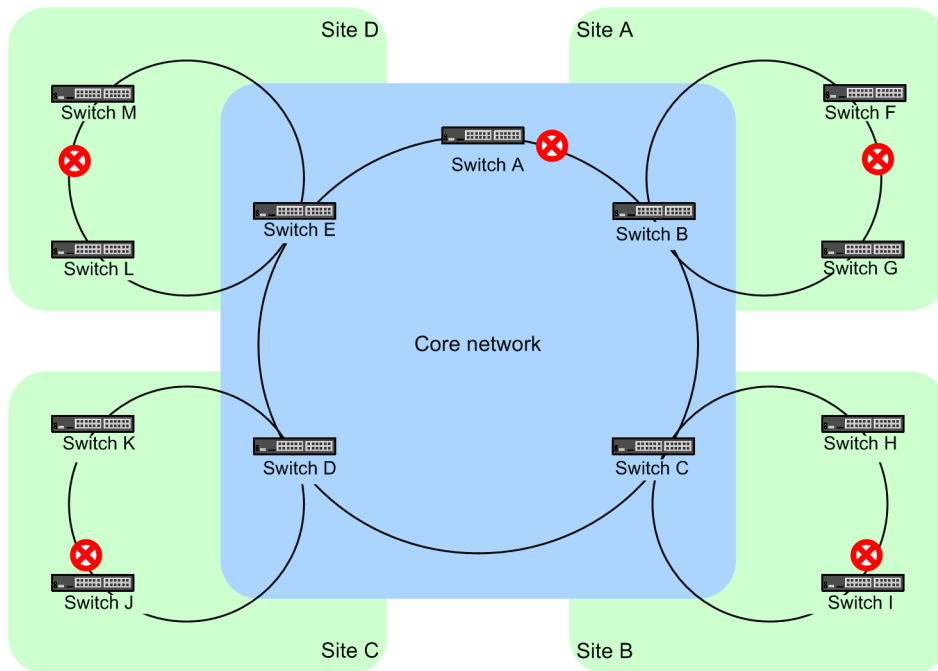 Site D
Site A
Switch M
Switch F
Switch A
Switch E
Switch B
Switch L
Switch G
Core network
Switch K
Switch H
Switch D
Switch C
Switch J
Switch I
Site C
Site B